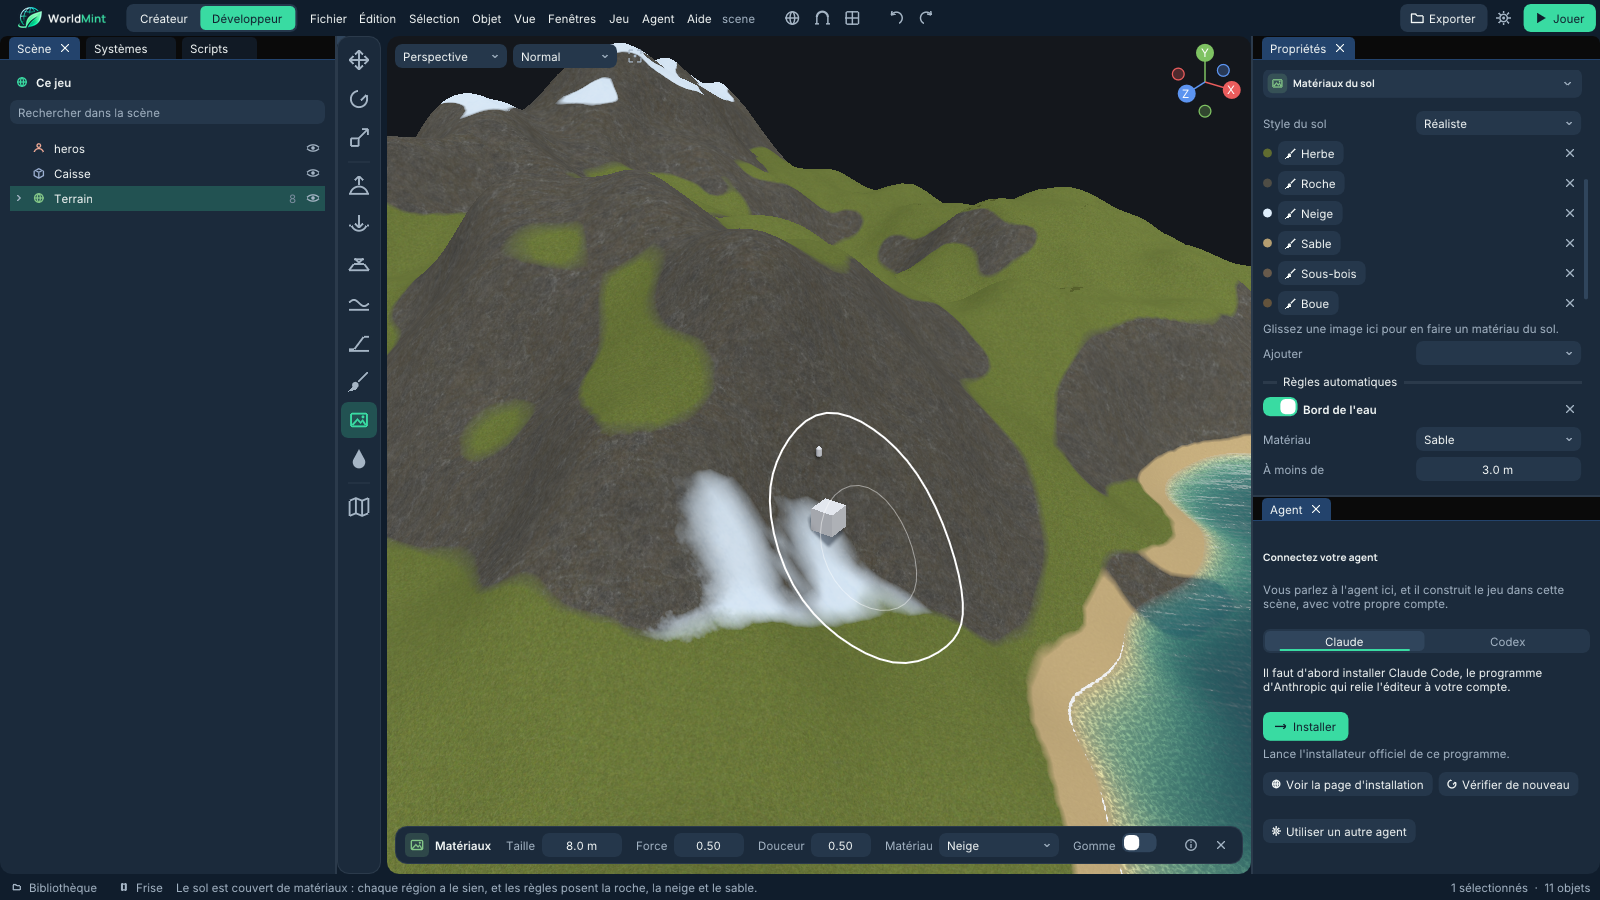 WorldMint
Créateur
Développeur
Fichier
Édition
Sélection
Objet
Vue
Fenêtres
Jeu
Agent
Aide
scene
Exporter
Jouer
Scène
Systèmes
Scripts
Ce jeu
Rechercher dans la scène
heros
Caisse
Terrain
8
Perspective
Normal
Y
X
Z
Propriétés
Matériaux du sol
Style du sol
Réaliste
Herbe
Roche
Neige
Sable
Sous-bois
Boue
Glissez une image ici pour en faire un matériau du sol.
Ajouter
Règles automatiques
Bord de l'eau
Matériau
Sable
À moins de
3.0 m
Agent
Connectez votre agent
Vous parlez à l'agent ici, et il construit le jeu dans cette
scène, avec votre propre compte.
Claude
Codex
Il faut d'abord installer Claude Code, le programme
d'Anthropic qui relie l'éditeur à votre compte.
Installer
Lance l'installateur officiel de ce programme.
Voir la page d'installation
Vérifier de nouveau
Utiliser un autre agent
Matériaux
Taille
8.0 m
Force
0.50
Douceur
0.50
Matériau
Neige
Gomme
Bibliothèque
Frise
Le sol est couvert de matériaux : chaque région a le sien, et les règles posent la roche, la neige et le sable.
1 sélectionnés · 11 objets